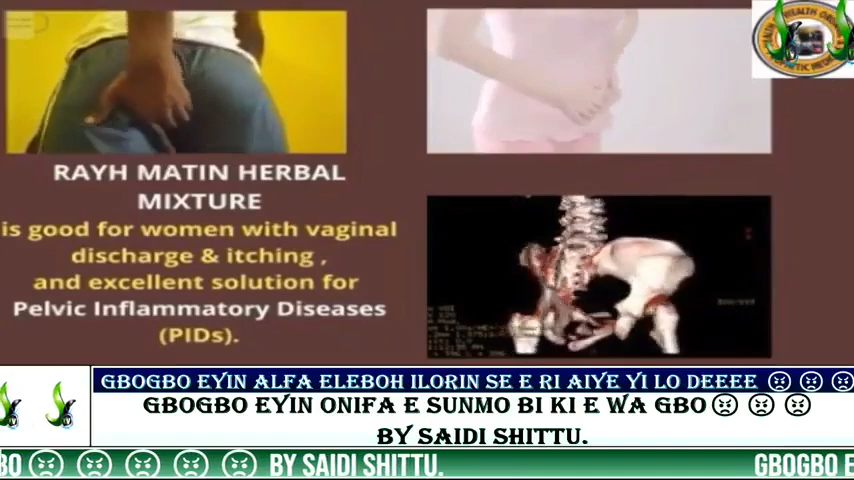 RAYH MATIN HERBAL
MIXTURE
is good for women with vaginal
discharge & itching ,
and excellent solution for
Pelvic Inflammatory Diseases
(PIDs).
GBOGBO EYIN ALFA ELEBOH ILORIN SE E RI AIYE YI LO DEEEE 😠 😠 😠
GBOGBO EYIN ONIFA E SUNMO BI KI E WA GBO 😠 😠 😠
BY SAIDI SHITTU.
BO 😠 😠 😠 😠 😠 BY SAIDI SHITTU. GBOGBO E